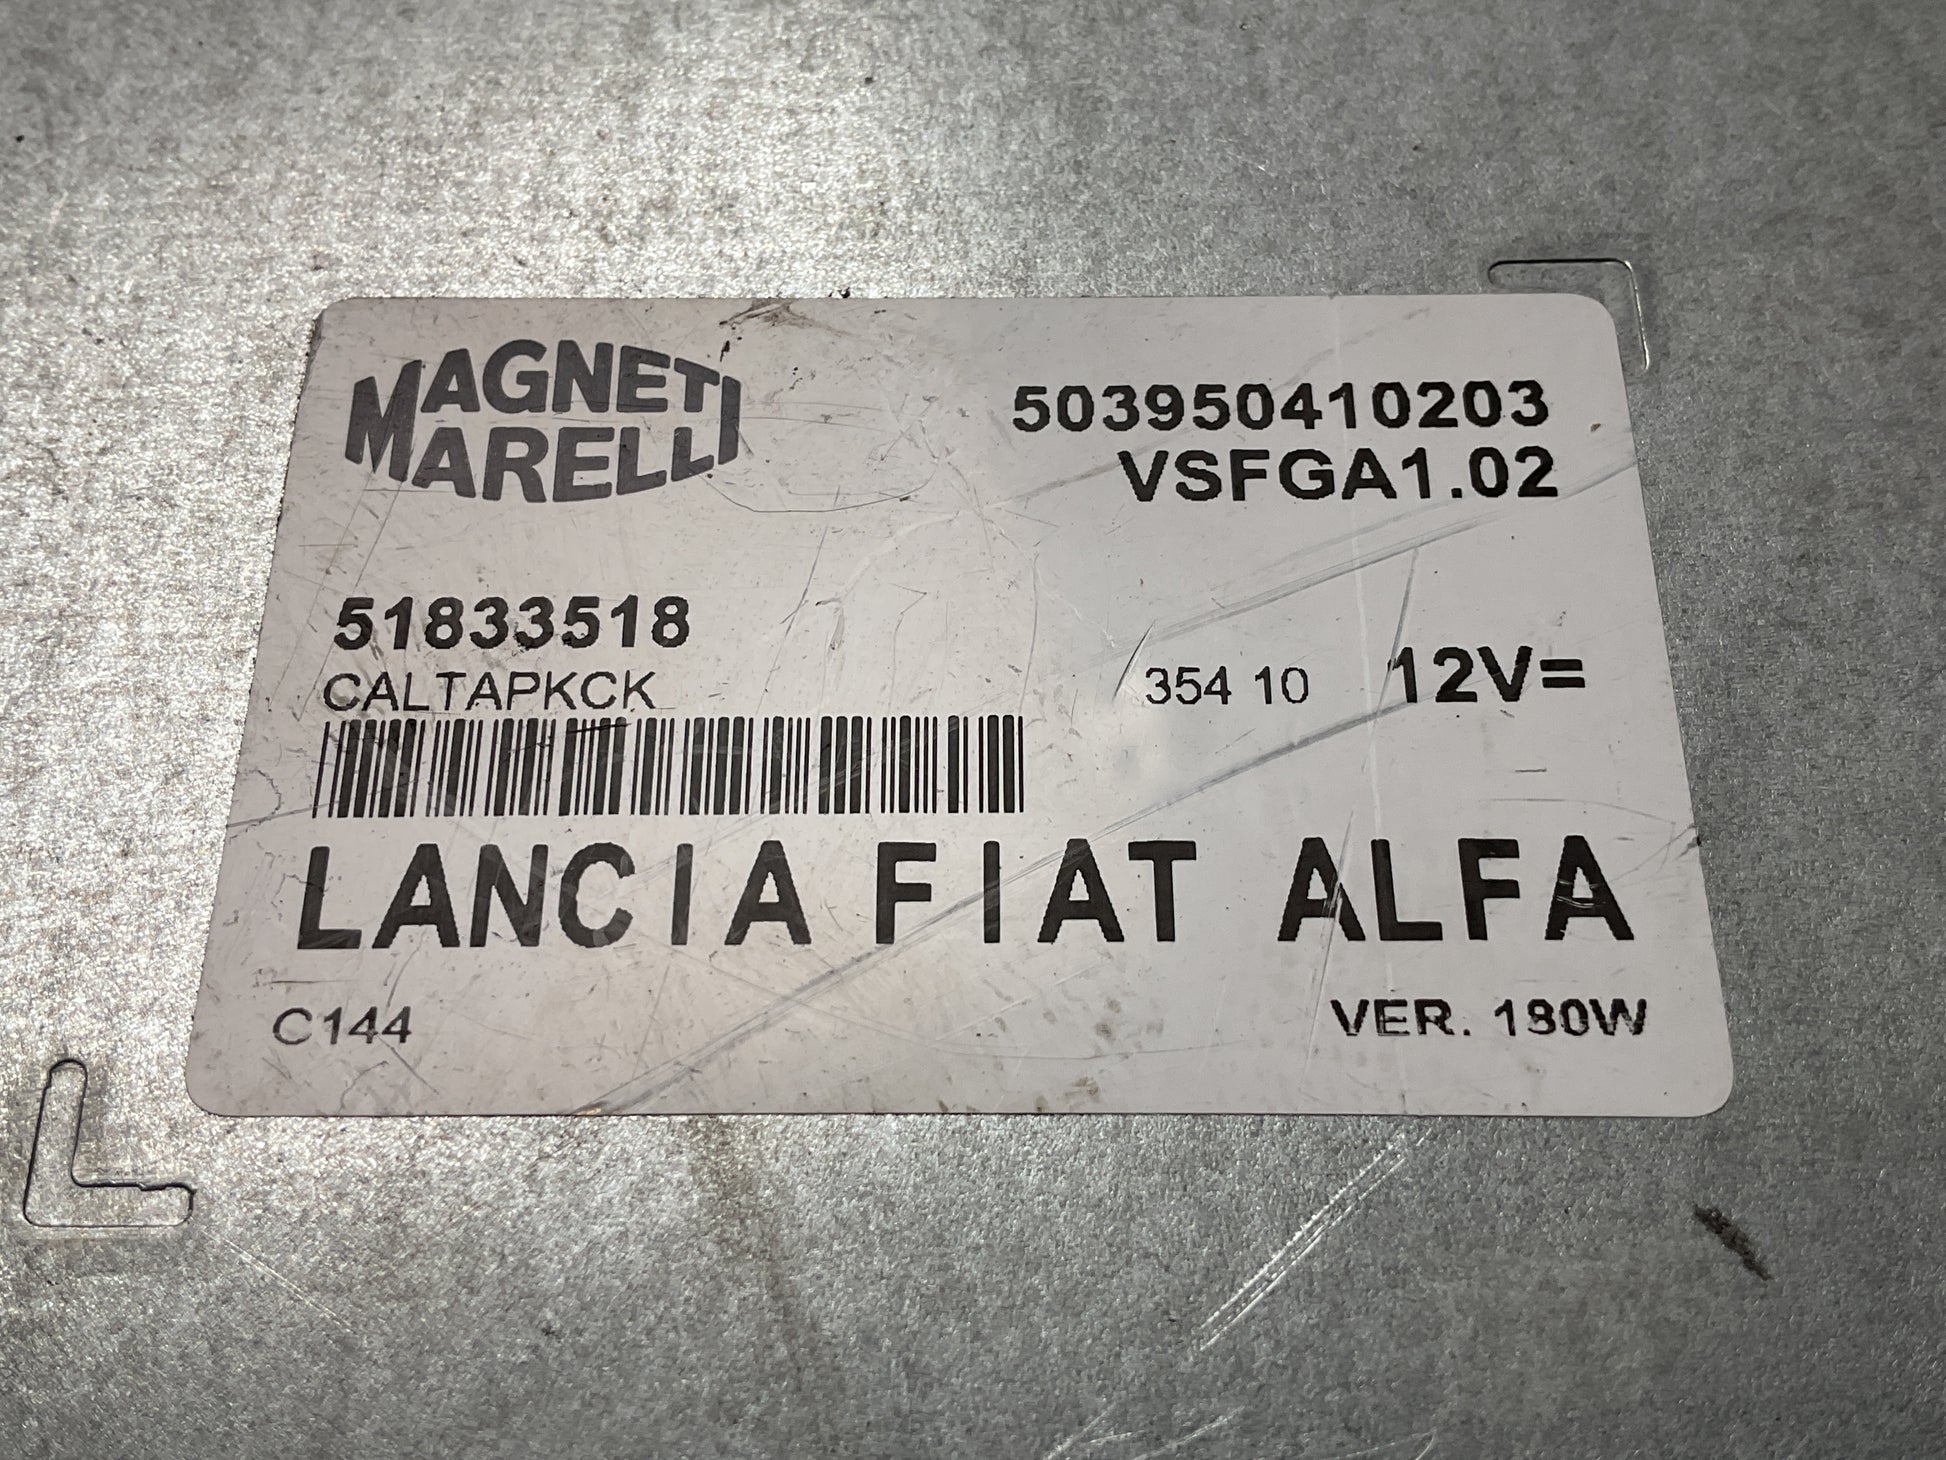 MAGNETI
MARELLI
503950410203
VSFGA1.02
51833518
CALTAPKCK
354 10 12V=
LANCIA FIAT ALFA
C144
VER. 180W